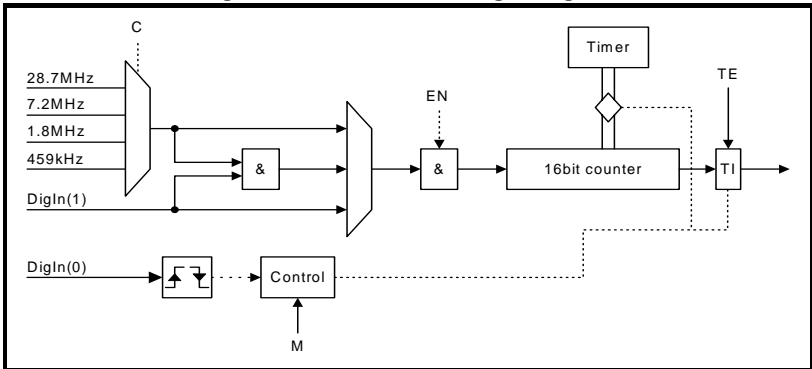 C
Timer
28.7MHz
TE
7.2MHz
EN
1.8MHz
459kHz
&
&
16bit counter
TI
DigIn(1)
DigIn(0)
Control
M